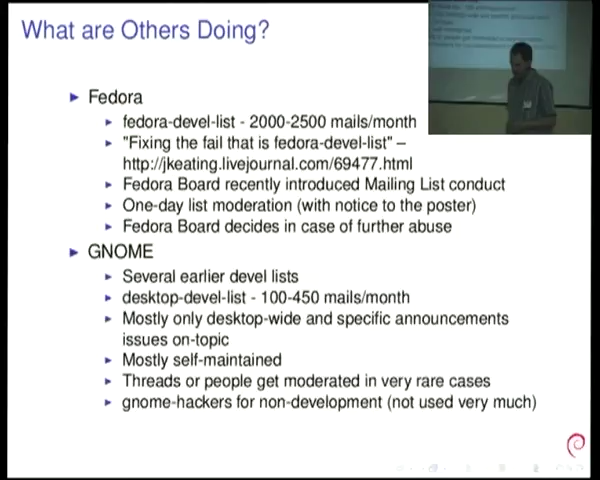 What are Others Doing?
Fedora
fedora-devel-list - 2000-2500 mails/month
"Fixing the fail that is fedora-devel-list" –
http://jkeating.livejournal.com/69477.html
Fedora Board recently introduced Mailing List conduct
One-day list moderation (with notice to the poster)
Fedora Board decides in case of further abuse
GNOME
Several earlier devel lists
desktop-devel-list - 100-450 mails/month
Mostly only desktop-wide and specific announcements
issues on-topic
Mostly self-maintained
Threads or people get moderated in very rare cases
gnome-hackers for non-development (not used very much)